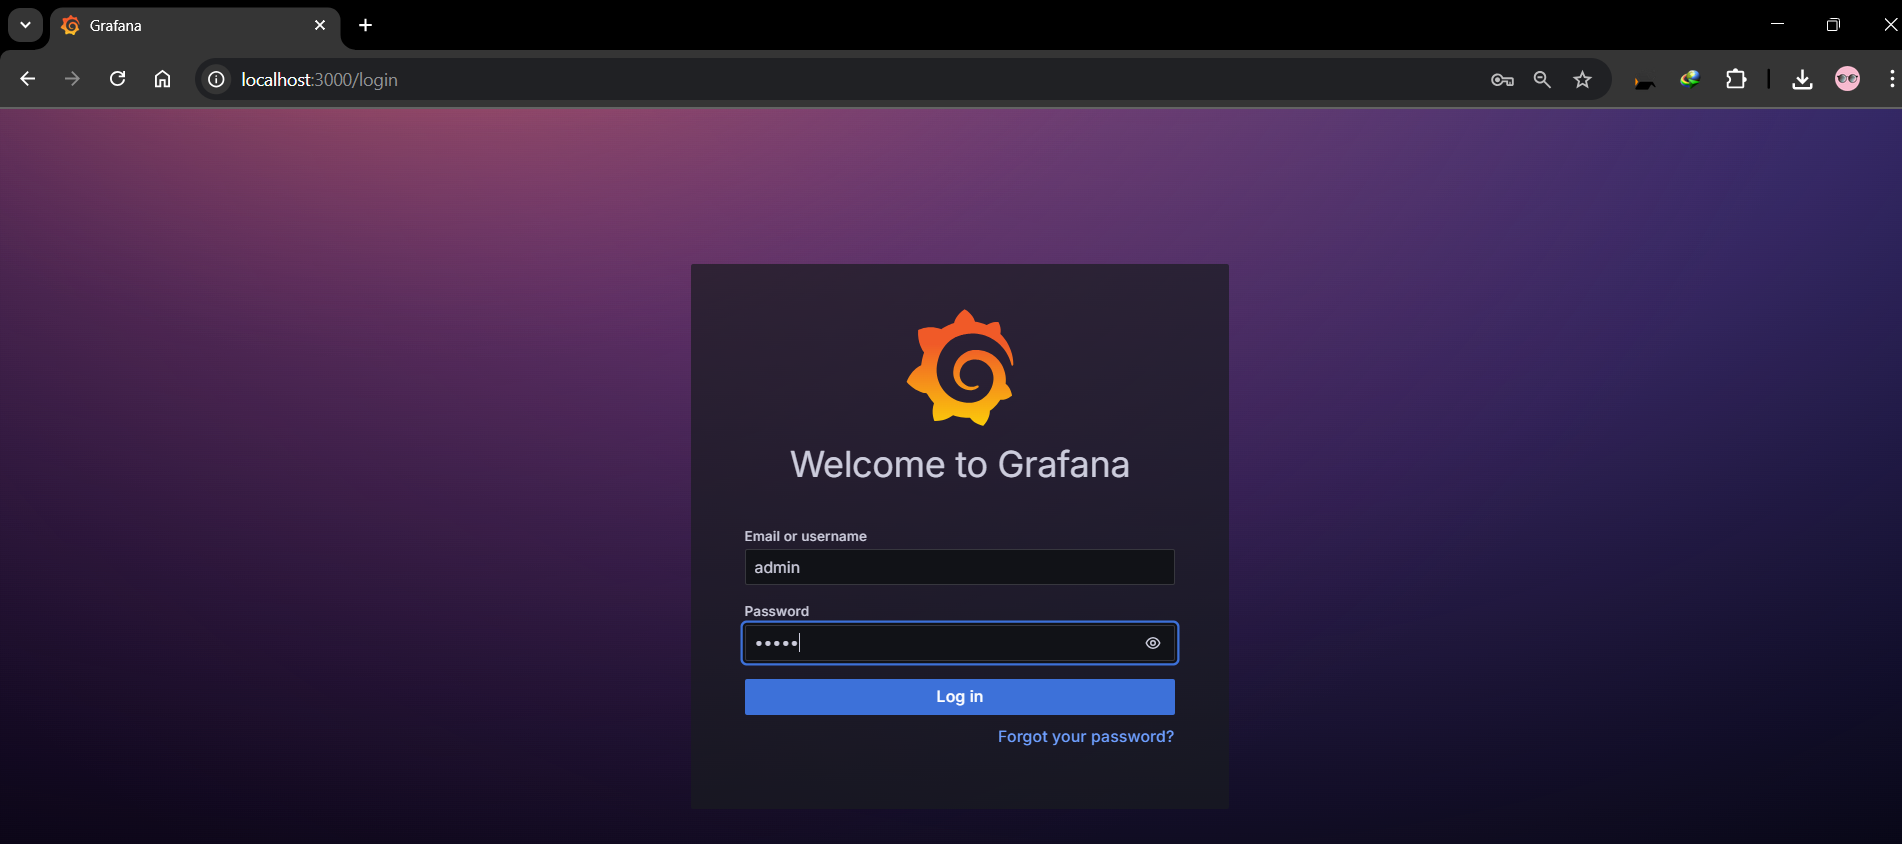 Grafana
localhost:3000/login
Welcome to Grafana
Email or username
admin
Password
•••••
Log in
Forgot your password?